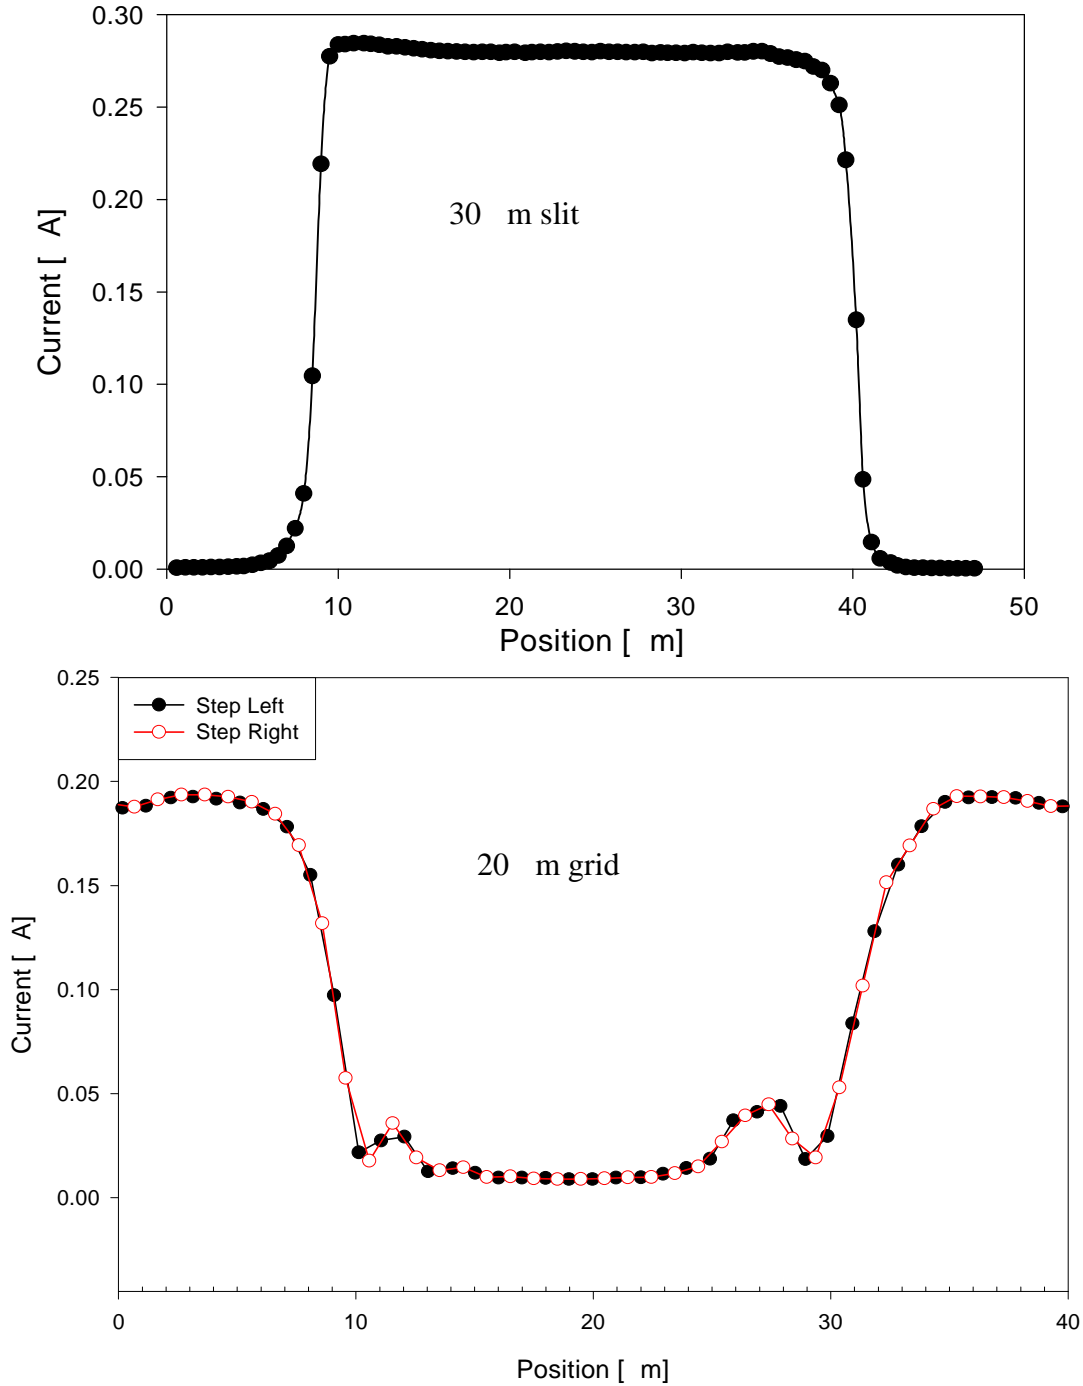 0.30
0.25
0.20
0.15
0.10
0.05
0.00
Current [ A]
30 m slit
0 10 20 30 40 50
Position [ m]
0.25
0.20
0.15
0.10
0.05
0.00
Current [ A]
Step Left
Step Right
20 m grid
0 10 20 30 40
Position [ m]